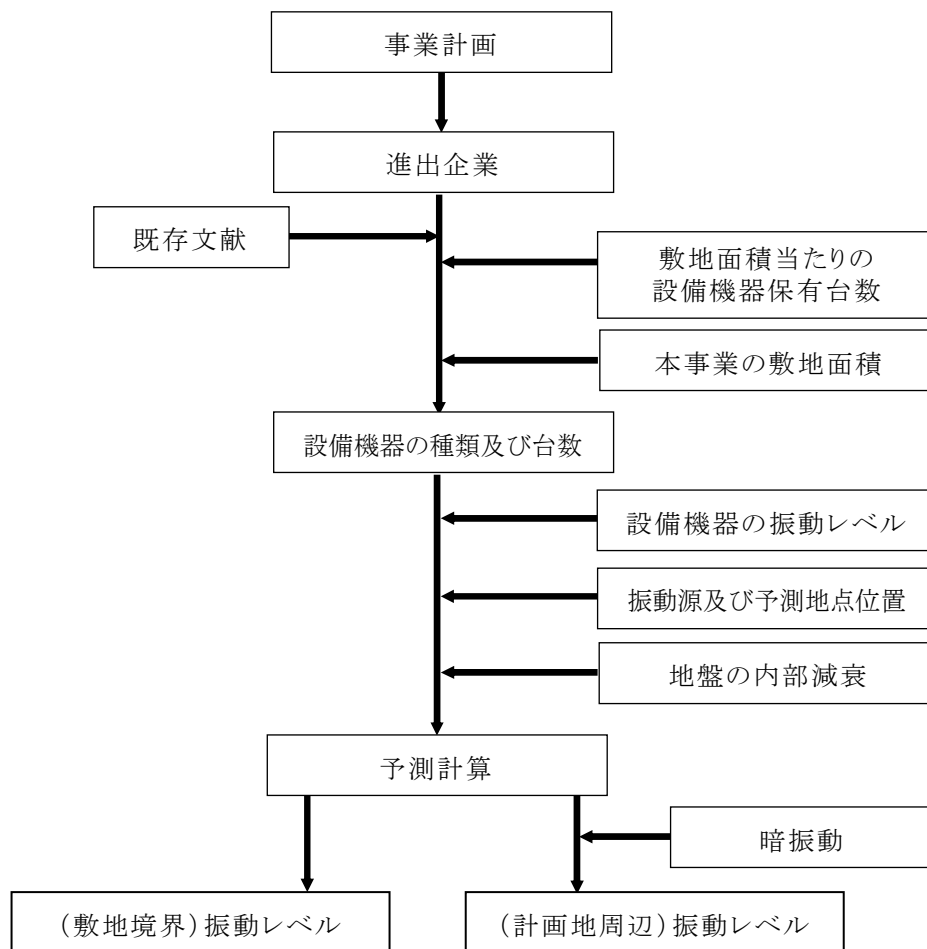 事業計画
進出企業
既存文献
敷地面積当たりの
設備機器保有台数
本事業の敷地面積
設備機器の種類及び台数
設備機器の振動レベル
振動源及び予測地点位置
地盤の内部減衰
予測計算
暗振動
(敷地境界)振動レベル
(計画地周辺)振動レベル